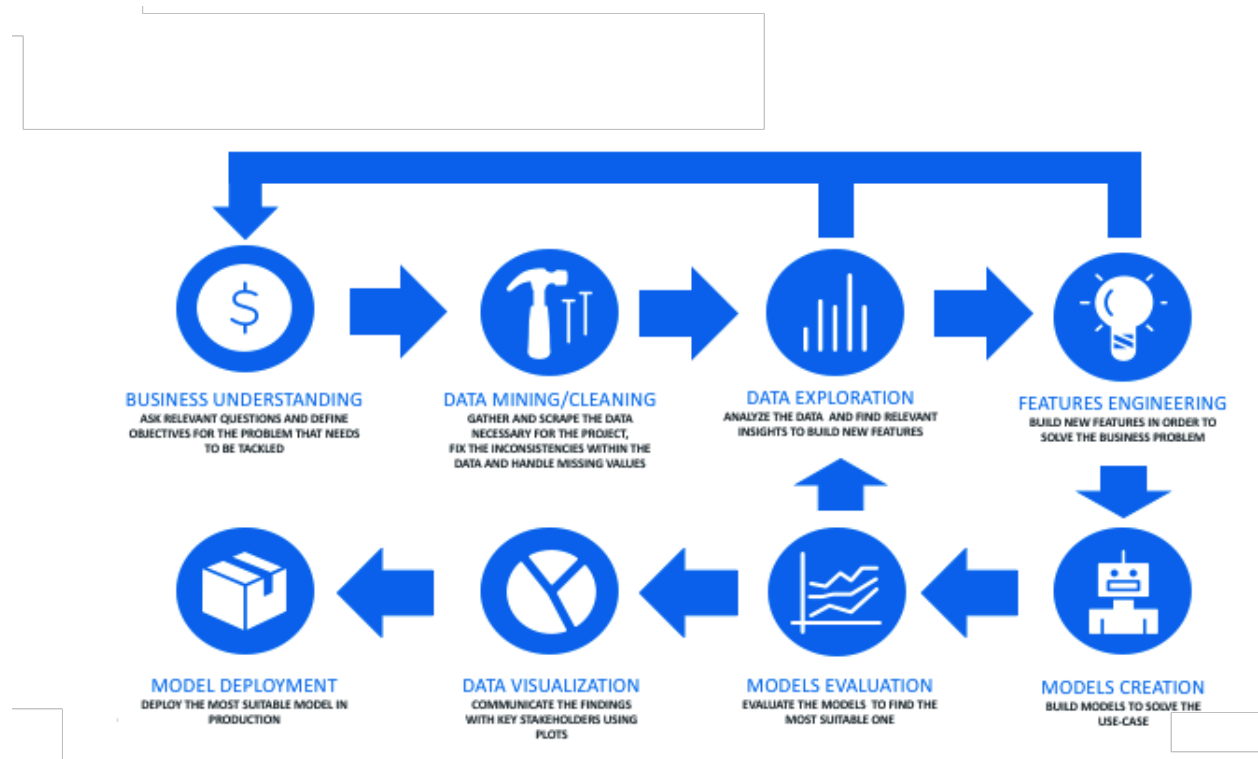 $
BUSINESS UNDERSTANDING
ASK RELEVANT QUESTIONS AND DEFINE
OBJECTIVES FOR THE PROBLEM THAT NEEDS
TO BE TACKLED
DATA MINING/CLEANING
GATHER AND SCRAPE THE DATA
NECESSARY FOR THE PROJECT,
FIX THE INCONSISTENCIES WITHIN THE
DATA AND HANDLE MISSING VALUES
DATA EXPLORATION
ANALYZE THE DATA AND FIND RELEVANT
INSIGHTS TO BUILD NEW FEATURES
FEATURES ENGINEERING
BUILD NEW FEATURES IN ORDER TO
SOLVE THE BUSINESS PROBLEM
MODEL DEPLOYMENT
DEPLOY THE MOST SUITABLE MODEL IN
PRODUCTION
DATA VISUALIZATION
COMMUNICATE THE FINDINGS
WITH KEY STAKEHOLDERS USING
PLOTS
MODELS EVALUATION
EVALUATE THE MODELS TO FIND THE
MOST SUITABLE ONE
MODELS CREATION
BUILD MODELS TO SOLVE THE
USE-CASE